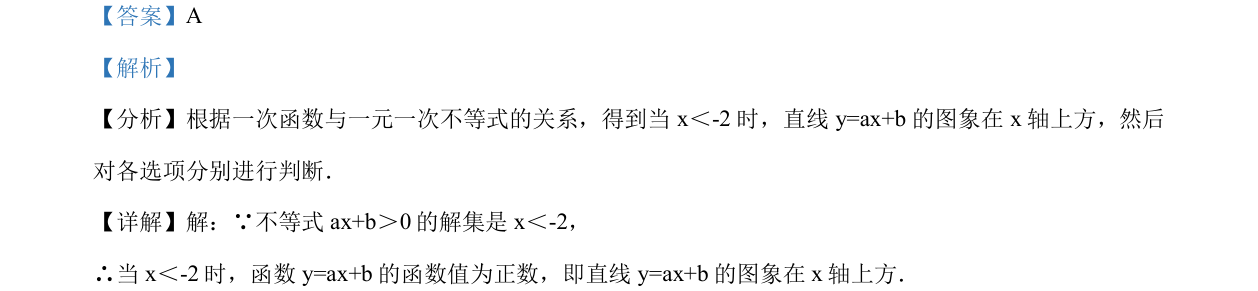 【答案】A
【解析】
【分析】根据一次函数与一元一次不等式的关系，得到当 x＜-2 时，直线 y=ax+b 的图象在 x 轴上方，然后
对各选项分别进行判断．
【详解】解：∵不等式 ax+b＞0 的解集是 x＜-2，
∴当 x＜-2 时，函数 y=ax+b 的函数值为正数，即直线 y=ax+b 的图象在 x 轴上方．